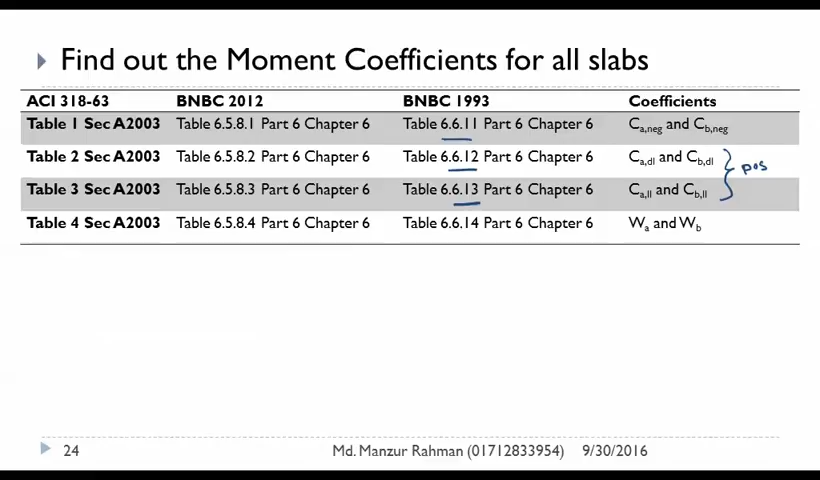 Find out the Moment Coefficients for all slabs
ACI 318-63 BNBC 2012 BNBC 1993 Coefficients
Table 1 Sec A2003 Table 6.5.8.1 Part 6 Chapter 6 Table 6.6.11 Part 6 Chapter 6 Ca,neg and Cb,neg
Table 2 Sec A2003 Table 6.5.8.2 Part 6 Chapter 6 Table 6.6.12 Part 6 Chapter 6 Ca,dl and Cb,dl
pos
Table 3 Sec A2003 Table 6.5.8.3 Part 6 Chapter 6 Table 6.6.13 Part 6 Chapter 6 Ca,ll and Cb,ll
Table 4 Sec A2003 Table 6.5.8.4 Part 6 Chapter 6 Table 6.6.14 Part 6 Chapter 6 Wa and Wb
24 Md. Manzur Rahman (01712833954) 9/30/2016